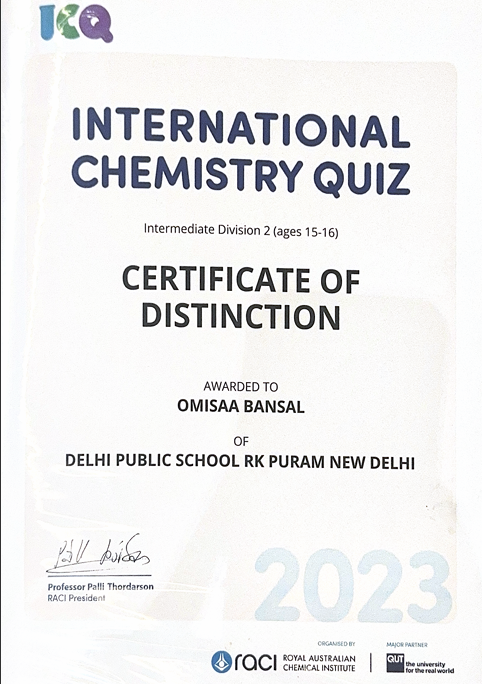 ICQ
INTERNATIONAL
CHEMISTRY QUIZ
Intermediate Division 2 (ages 15-16)
CERTIFICATE OF
DISTINCTION
AWARDED TO
OMISAA BANSAL
OF
DELHI PUBLIC SCHOOL RK PURAM NEW DELHI
Professor Palli Thordarson
RACI President
2023
ORGANISED BY
raci ROYAL AUSTRALIAN
CHEMICAL INSTITUTE
MAJOR PARTNER
QUT the university
for the real world